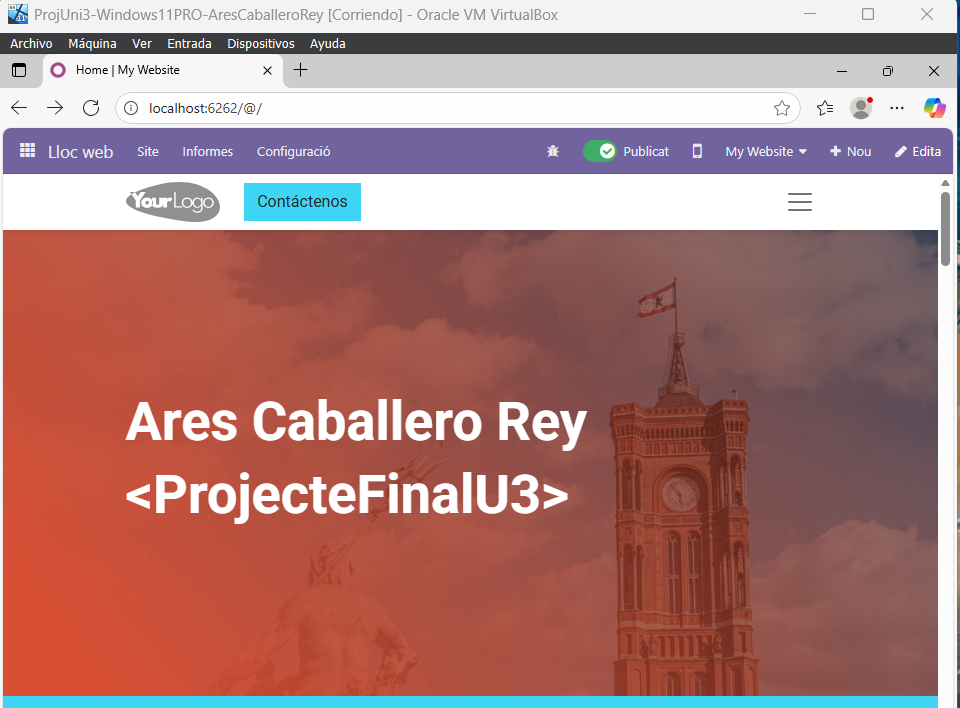 ProjUni3-Windows11PRO-AresCaballeroRey [Corriendo] - Oracle VM VirtualBox
Archivo Máquina Ver Entrada Dispositivos Ayuda
Home | My Website
localhost:6262/@/
Lloc web Site Informes Configuració Publicat My Website Nou Edita
YourLogo Contáctenos
Ares Caballero Rey
<ProjecteFinalU3>